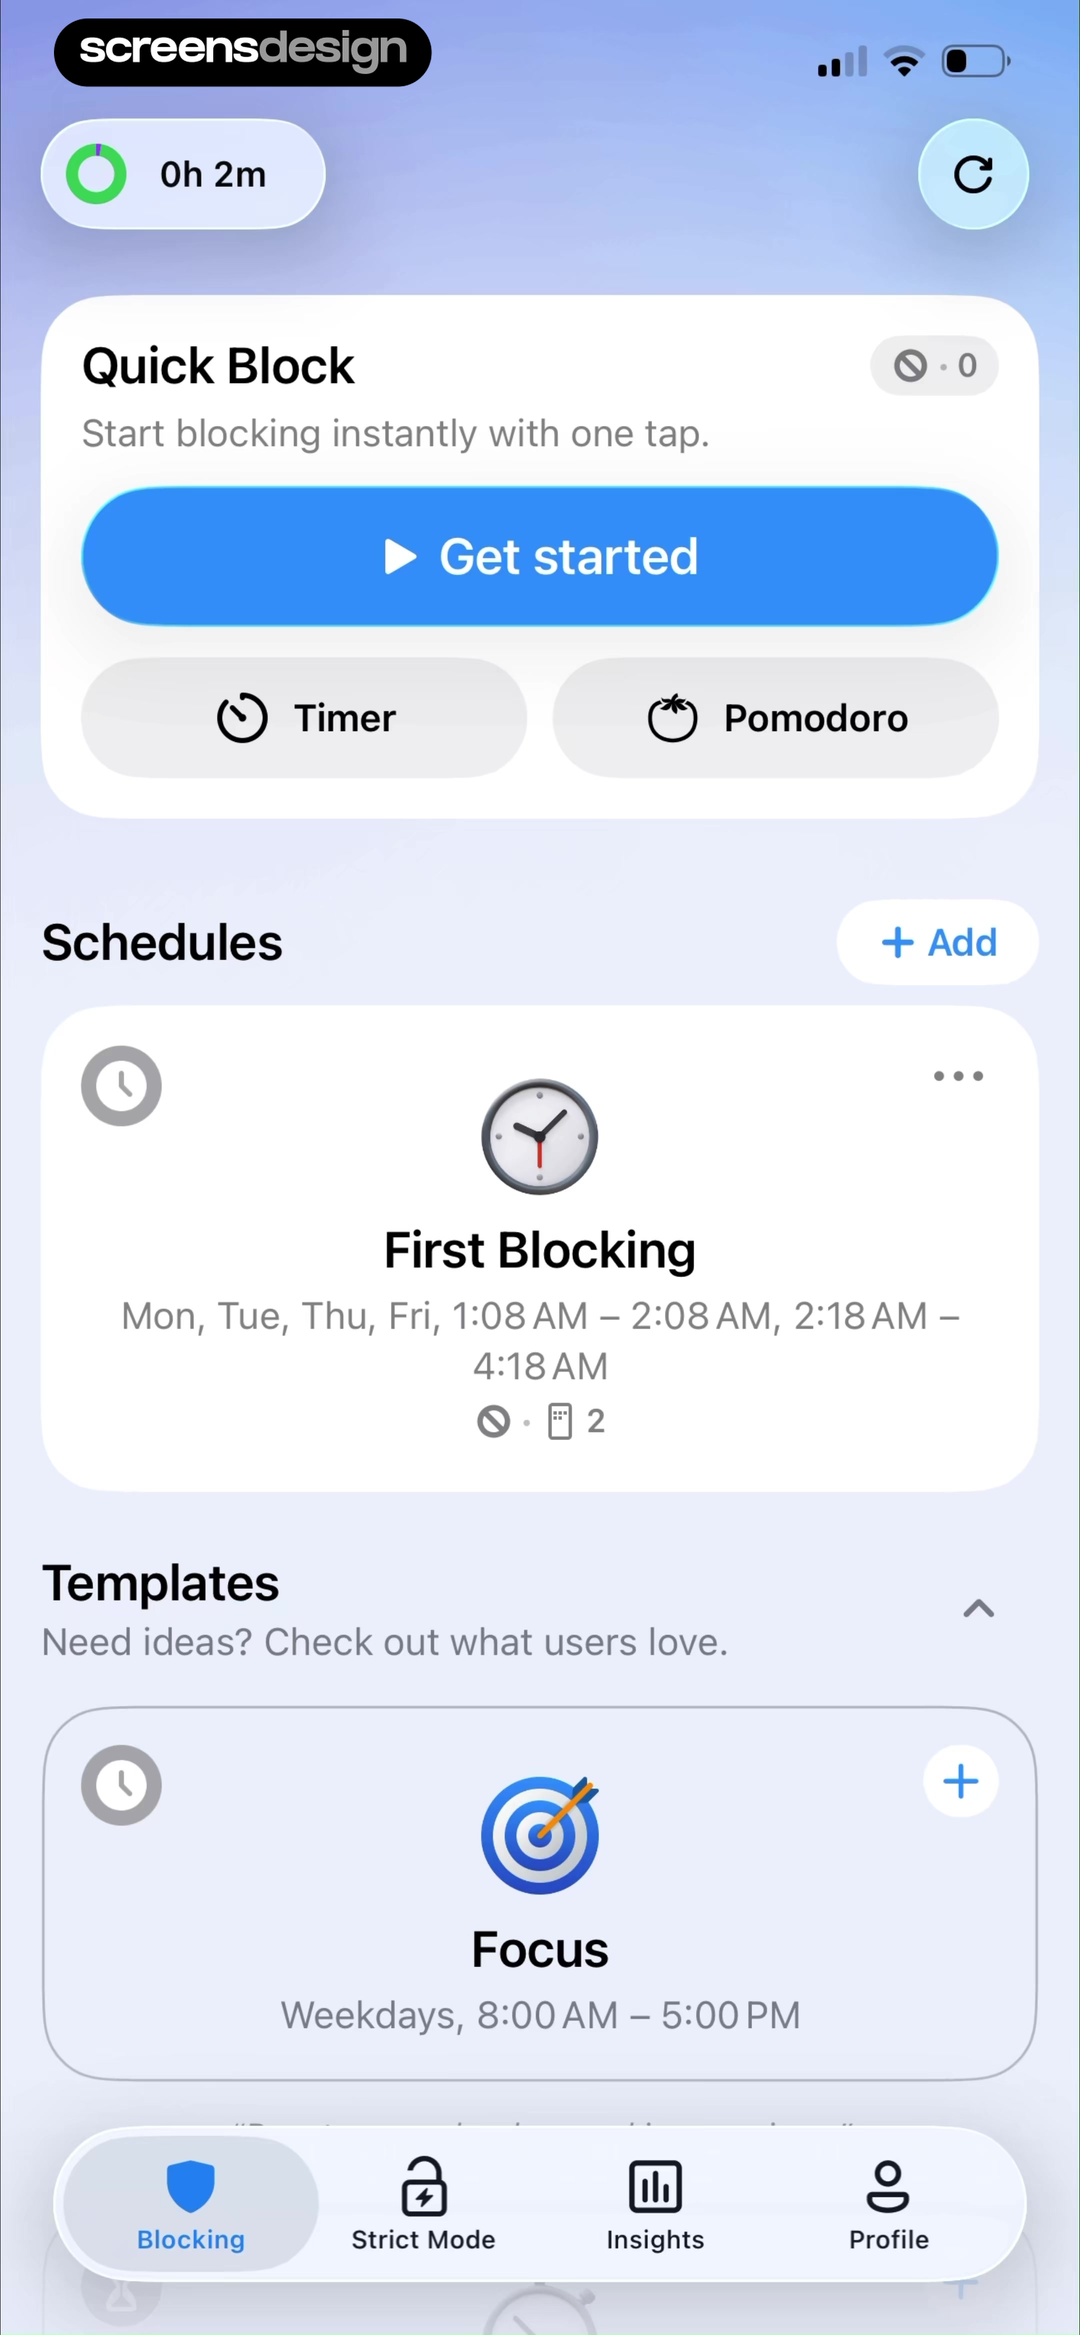 screensdesign
0h 2m
Quick Block
0
Start blocking instantly with one tap.
Get started
Timer
Pomodoro
Schedules
+ Add
First Blocking
Mon, Tue, Thu, Fri, 1:08 AM – 2:08 AM, 2:18 AM –
4:18 AM
2
Templates
Need ideas? Check out what users love.
Focus
Weekdays, 8:00 AM – 5:00 PM
Blocking
Strict Mode
Insights
Profile